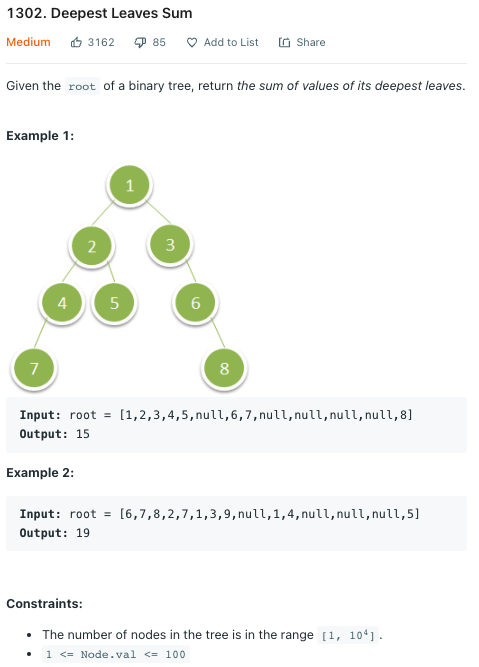 1302. Deepest Leaves Sum
Medium 3162 85 Add to List Share
Given the root of a binary tree, return the sum of values of its deepest leaves.
Example 1:
1
2 3
4 5 6
7 8
Input: root = [1,2,3,4,5,null,6,7,null,null,null,null,8]
Output: 15
Example 2:
Input: root = [6,7,8,2,7,1,3,9,null,1,4,null,null,null,5]
Output: 19
Constraints:
• The number of nodes in the tree is in the range [1, 10⁴].
• 1 <= Node.val <= 100